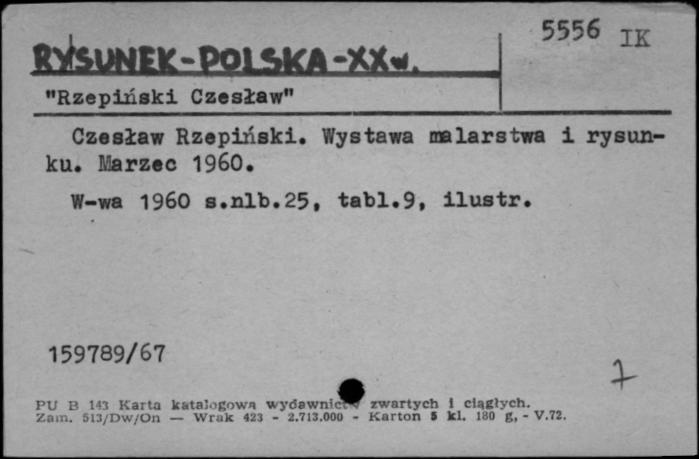 5556 IK
RYSUNEK-POLSKA-XXw.
"Rzepiński Czesław"
Czesław Rzepiński. Wystawa malarstwa i rysun-
ku. Marzec 1960.
W-wa 1960 s.nlb.25, tabl.9, ilustr.
159789/67
7
PU B 143 Karta katalogowa wydawnictw zwartych i ciągłych.
Zam. 513/Dw/On — Wrak 423 - 2.713.000 - Karton 5 kl. 180 g, - V.72.